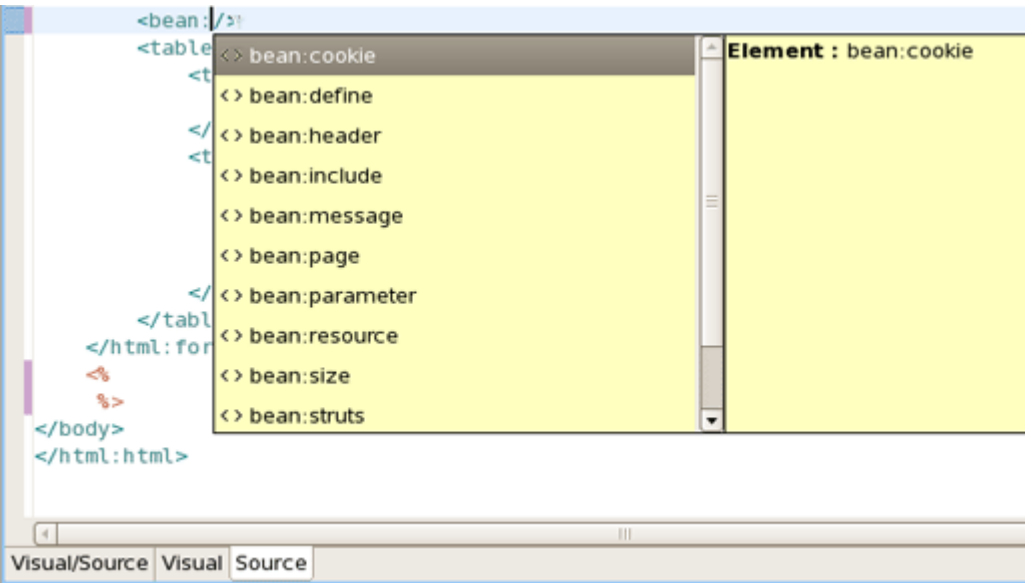 <bean:/>
<table
<t
</
<t
</
</tabl
</html:for
<%
%>
</body>
</html:html>
<> bean:cookie
<> bean:define
<> bean:header
<> bean:include
<> bean:message
<> bean:page
<> bean:parameter
<> bean:resource
<> bean:size
<> bean:struts
Element : bean:cookie
Visual/Source Visual Source